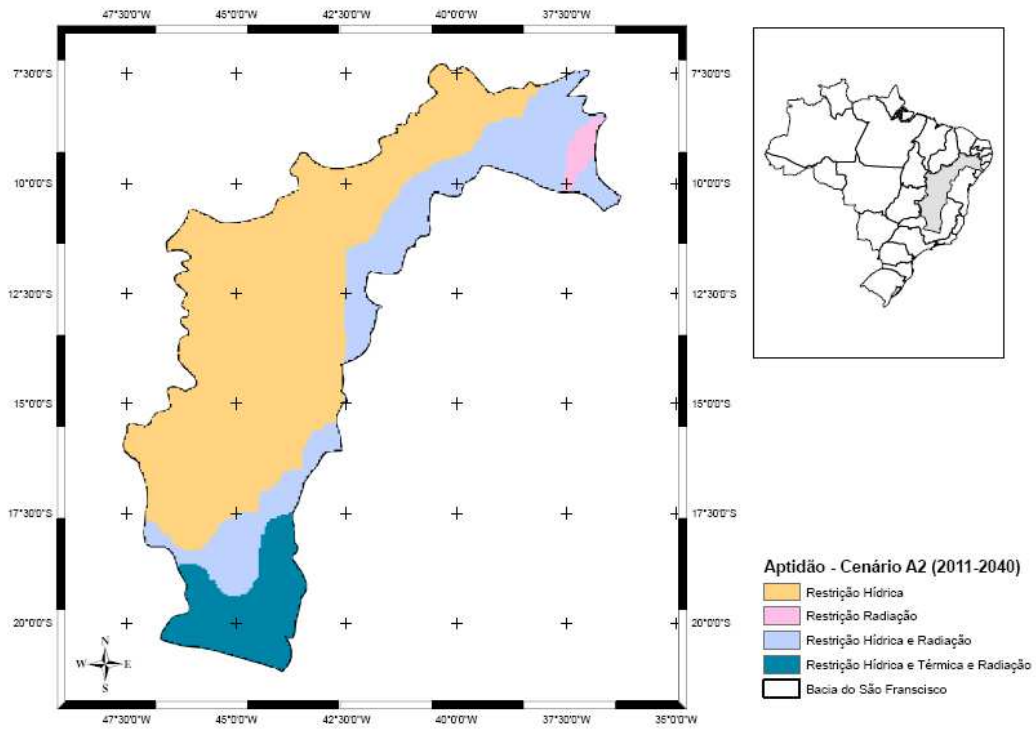 47°30'0"W 45°0'0"W 42°30'0"W 40°0'0"W 37°30'0"W 35°0'0"W
7°30'0"S 7°30'0"S
10°0'0"S 10°0'0"S
12°30'0"S 12°30'0"S
15°0'0"S 15°0'0"S
17°30'0"S 17°30'0"S
20°0'0"S 20°0'0"S
N
W E
S
47°30'0"W 45°0'0"W 42°30'0"W 40°0'0"W 37°30'0"W 35°0'0"W
Aptidão - Cenário A2 (2011-2040)
Restrição Hídrica
Restrição Radiação
Restrição Hídrica e Radiação
Restrição Hídrica e Térmica e Radiação
Bacia do São Franscisco